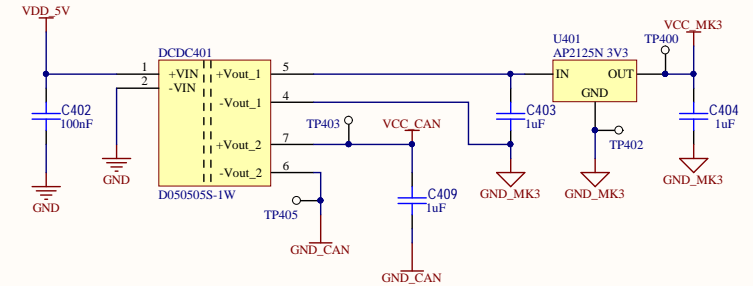 VDD_5V
DCDC401
1 +VIN +Vout_1 5
2 -VIN
-Vout_1 4
+Vout_2 7
-Vout_2 6
D050505S-1W
C402
100nF
GND
GND
TP403
VCC_CAN
TP405
GND_CAN
C409
1uF
GND_CAN
U401
AP2125N 3V3
IN OUT
GND
TP400
VCC_MK3
C403
1uF
GND_MK3
TP402
GND_MK3
C404
1uF
GND_MK3